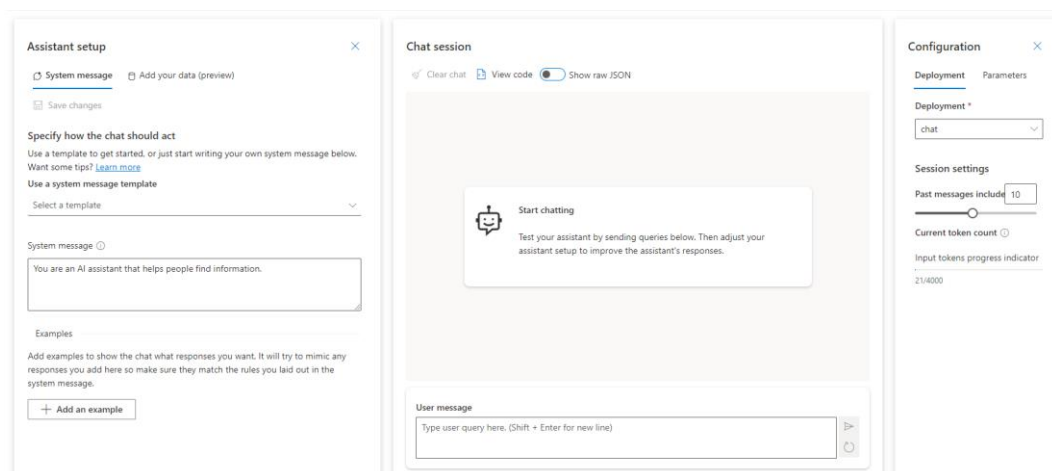 Assistant setup
System message
Add your data (preview)
Save changes
Specify how the chat should act
Use a template to get started, or just start writing your own system message below.
Want some tips? Learn more
Use a system message template
Select a template
System message
You are an AI assistant that helps people find information.
Examples
Add examples to show the chat what responses you want. It will try to mimic any
responses you add here so make sure they match the rules you laid out in the
system message.
Add an example
Chat session
Clear chat
View code
Show raw JSON
Start chatting
Test your assistant by sending queries below. Then adjust your
assistant setup to improve the assistant's responses.
User message
Type user query here. (Shift + Enter for new line)
Configuration
Deployment
Parameters
Deployment *
chat
Session settings
Past messages include 10
Current token count
Input tokens progress indicator
21/4000